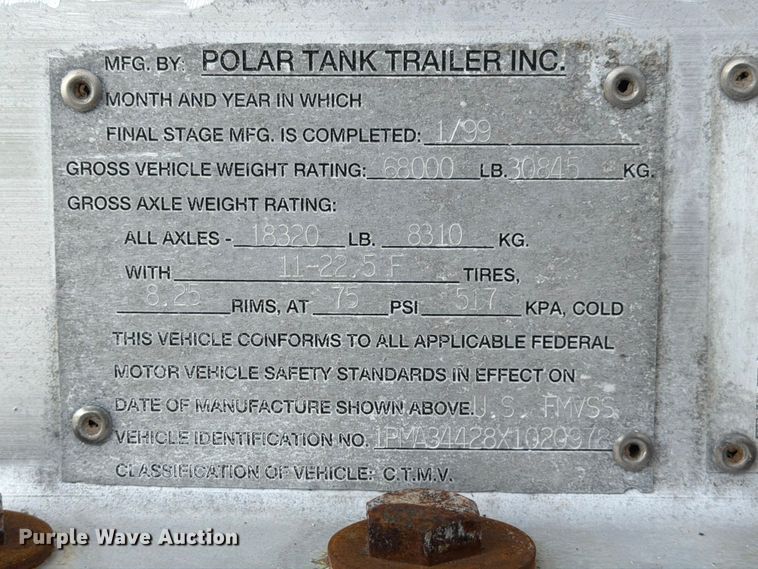 MFG. BY: POLAR TANK TRAILER INC.
MONTH AND YEAR IN WHICH
FINAL STAGE MFG. IS COMPLETED: 1/99
GROSS VEHICLE WEIGHT RATING: 68000 LB. 30845 KG.
GROSS AXLE WEIGHT RATING:
ALL AXLES - 18320 LB. 8310 KG.
WITH 11-22.5 F TIRES,
8.25 RIMS, AT 75 PSI 517 KPA, COLD
THIS VEHICLE CONFORMS TO ALL APPLICABLE FEDERAL
MOTOR VEHICLE SAFETY STANDARDS IN EFFECT ON
DATE OF MANUFACTURE SHOWN ABOVE. U.S. FMVSS
VEHICLE IDENTIFICATION NO.
CLASSIFICATION OF VEHICLE: C.T.M.V.
Purple Wave Auction